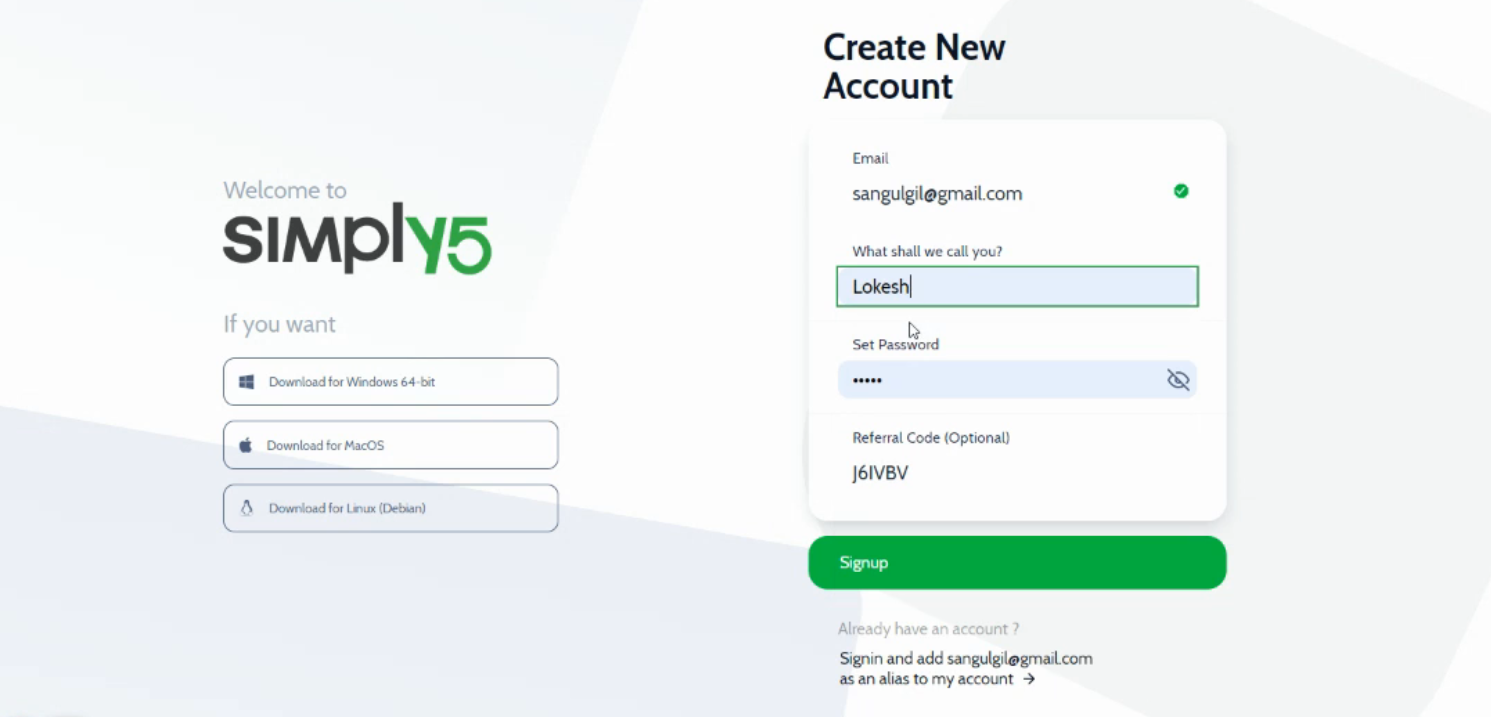 Welcome to
simply5
If you want
Download for Windows 64-bit
Download for MacOS
Download for Linux (Debian)
Create New
Account
Email
sangulgil@gmail.com
What shall we call you?
Lokesh
Set Password
•••••
Referral Code (Optional)
J6IVBV
Signup
Already have an account ?
Signin and add sangulgil@gmail.com
as an alias to my account →